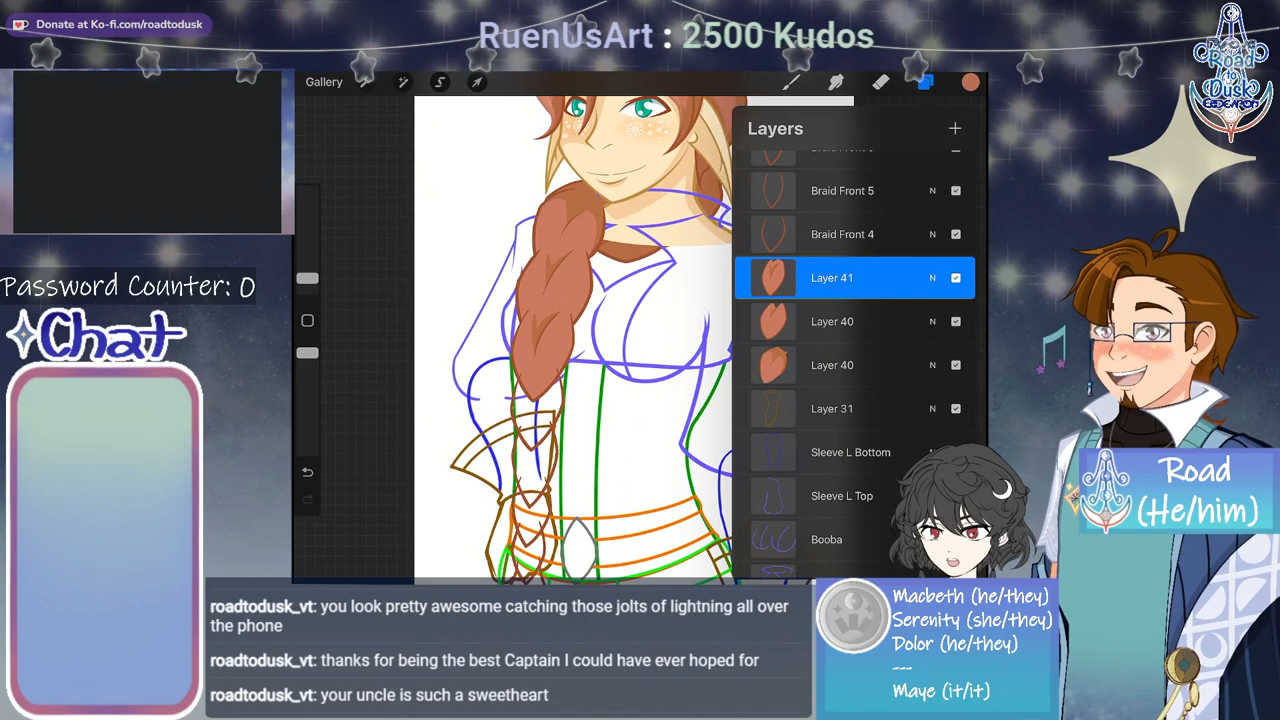 Donate at Ko-fi.com/roadtodusk
RuenUsArt : 2500 Kudos
Road
to
Dusk
Gallery
Layers
Braid Front 5
N
Braid Front 4
N
Layer 41
N
Layer 40
N
Layer 40
N
Layer 31
N
Sleeve L Bottom
Sleeve L Top
Booba
Password Counter: 0
Chat
Road
(He/him)
Macbeth (he/they)
Serenity (she/they)
Dolor (he/they)
---
Maye (it/it)
roadtodusk_vt: you look pretty awesome catching those jolts of lightning all over
the phone
roadtodusk_vt: thanks for being the best Captain I could have ever hoped for
roadtodusk_vt: your uncle is such a sweetheart